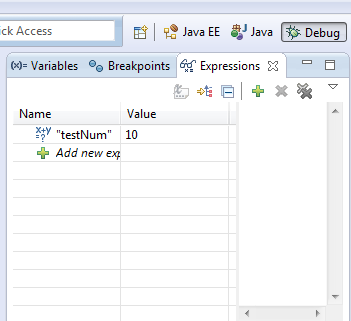 ck Access
Java EE
Java
Debug
(x)= Variables
Breakpoints
Expressions
Name
Value
"testNum"
10
Add new exp